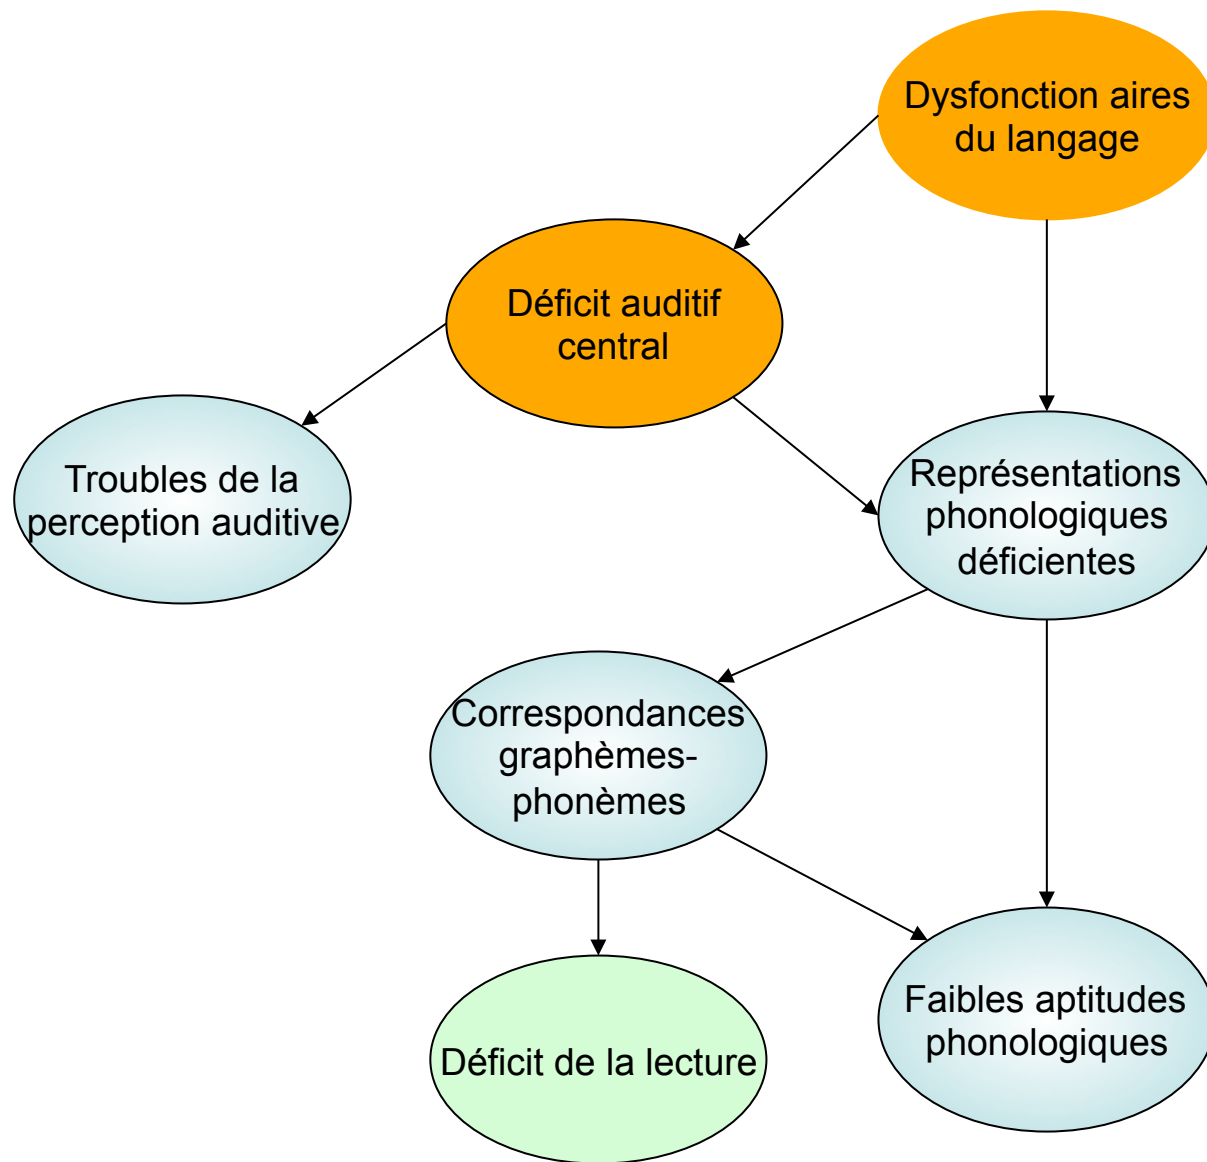 Dysfonction aires
du langage
Déficit auditif
central
Troubles de la
perception auditive
Représentations
phonologiques
déficientes
Correspondances
graphèmes-
phonèmes
Faibles aptitudes
phonologiques
Déficit de la lecture